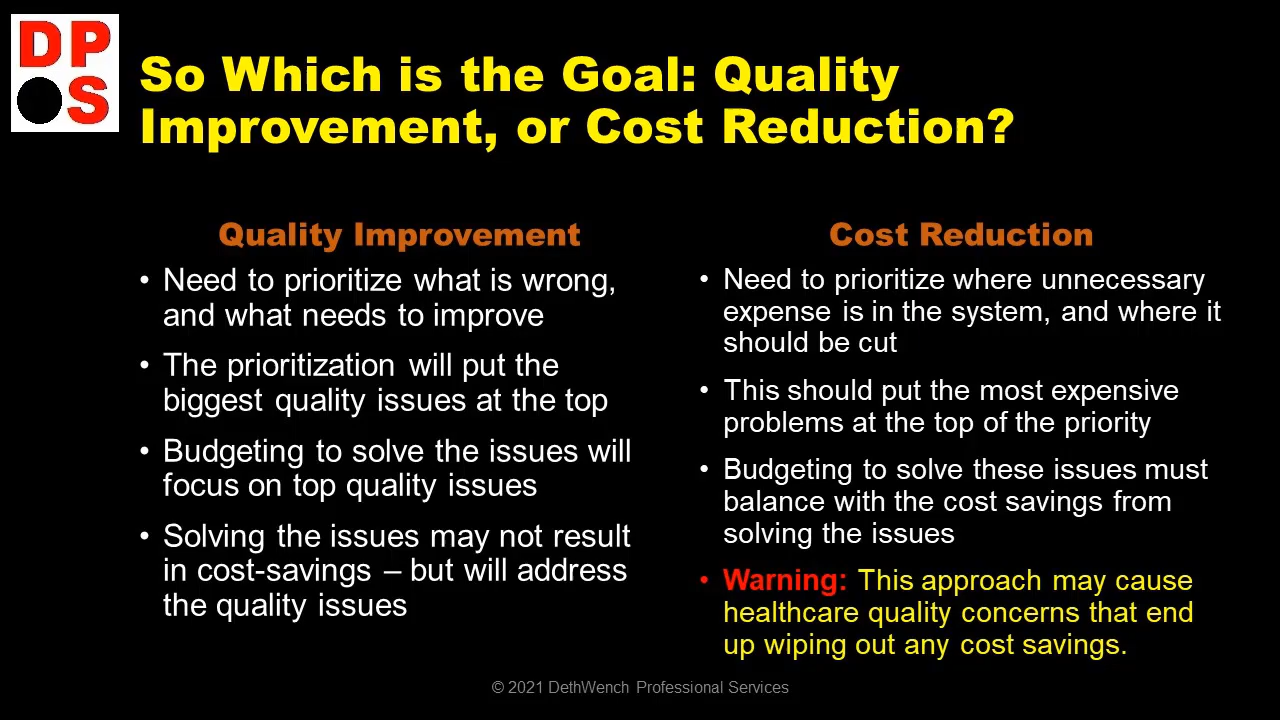 DP
S
So Which is the Goal: Quality
Improvement, or Cost Reduction?
Quality Improvement
• Need to prioritize what is wrong,
and what needs to improve
• The prioritization will put the
biggest quality issues at the top
• Budgeting to solve the issues will
focus on top quality issues
• Solving the issues may not result
in cost-savings – but will address
the quality issues
Cost Reduction
• Need to prioritize where unnecessary
expense is in the system, and where it
should be cut
• This should put the most expensive
problems at the top of the priority
• Budgeting to solve these issues must
balance with the cost savings from
solving the issues
• Warning: This approach may cause
healthcare quality concerns that end
up wiping out any cost savings.
© 2021 DethWench Professional Services